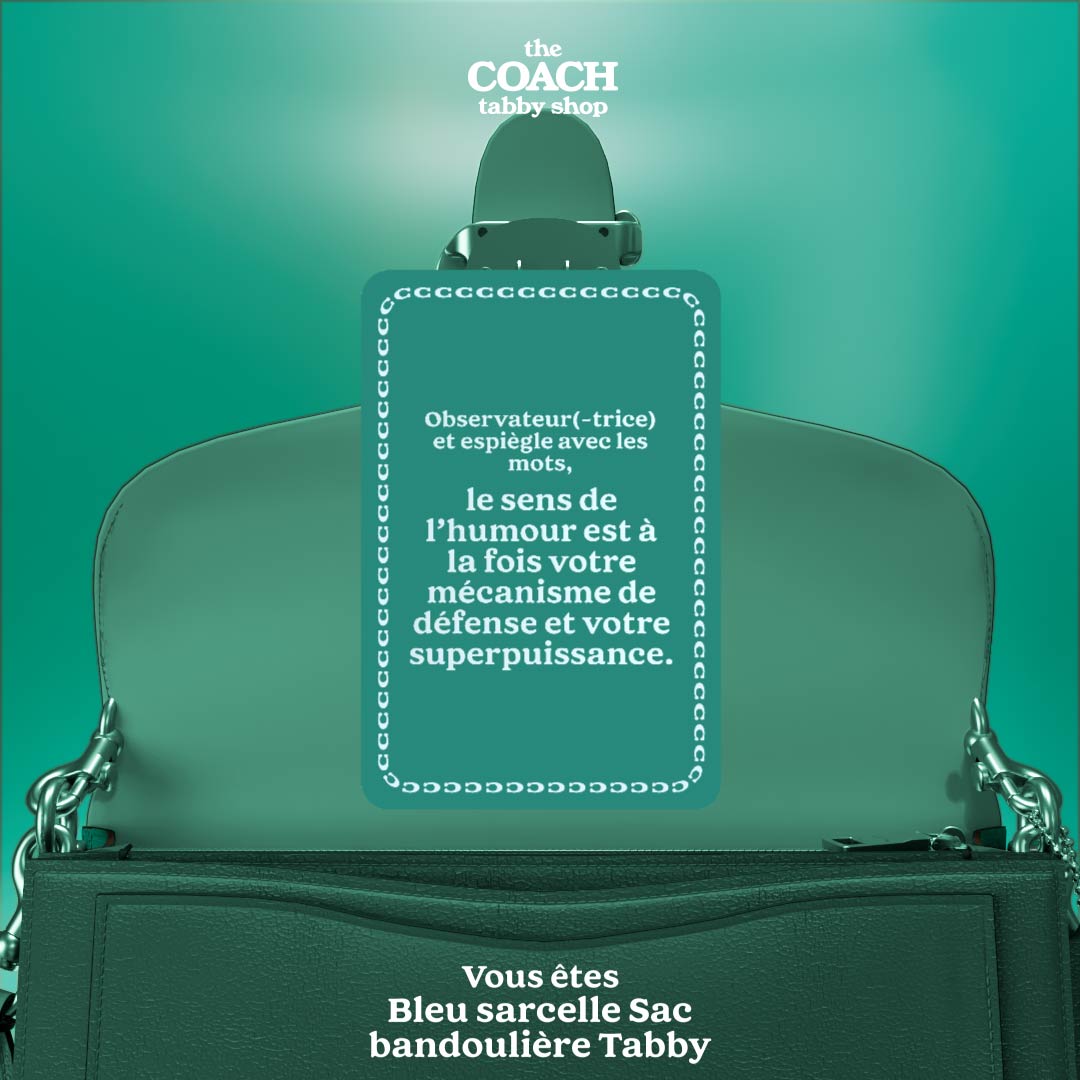 the
COACH
tabby shop
Observateur(-trice)
et espiègle avec les
mots,
le sens de
l'humour est à
la fois votre
mécanisme de
défense et votre
superpuissance.
Vous êtes
Bleu sarcelle Sac
bandoulière Tabby